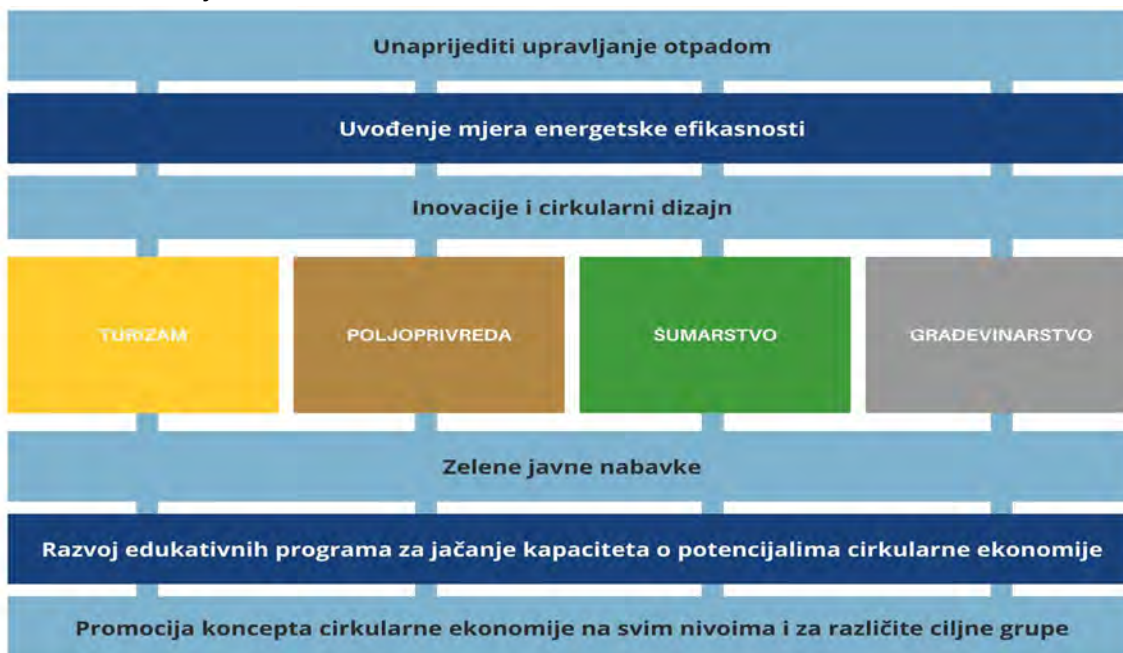 Unaprijediti upravljanje otpadom
Uvođenje mjera energetske efikasnosti
Inovacije i cirkularni dizajn
TURIZAM
POLJOPRIVREDA
ŠUMARSTVO
GRAĐEVINARSTVO
Zelene javne nabavke
Razvoj edukativnih programa za jačanje kapaciteta o potencijalima cirkularne ekonomije
Promocija koncepta cirkularne ekonomije na svim nivoima i za različite ciljne grupe